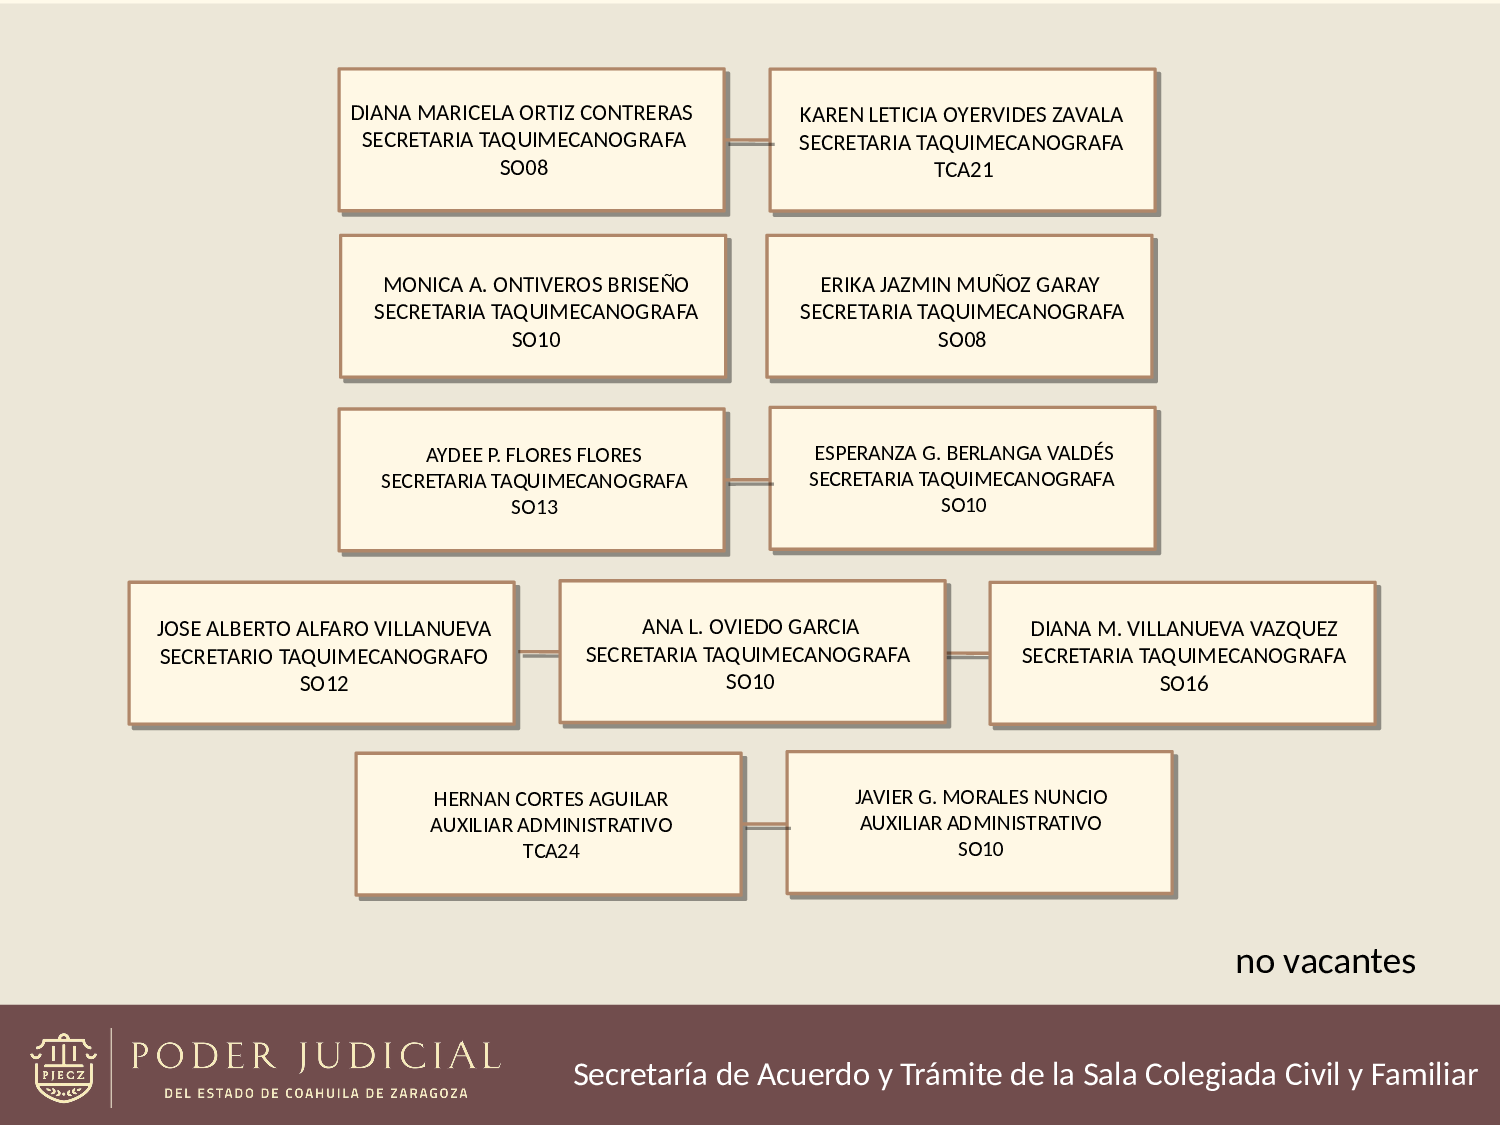 DIANA MARICELA ORTIZ CONTRERAS
SECRETARIA TAQUIMECANOGRAFA
SO08
KAREN LETICIA OYERVIDES ZAVALA
SECRETARIA TAQUIMECANOGRAFA
TCA21
MONICA A. ONTIVEROS BRISEÑO
SECRETARIA TAQUIMECANOGRAFA
SO10
ERIKA JAZMIN MUÑOZ GARAY
SECRETARIA TAQUIMECANOGRAFA
SO08
AYDEE P. FLORES FLORES
SECRETARIA TAQUIMECANOGRAFA
SO13
ESPERANZA G. BERLANGA VALDÉS
SECRETARIA TAQUIMECANOGRAFA
SO10
JOSE ALBERTO ALFARO VILLANUEVA
SECRETARIO TAQUIMECANOGRAFO
SO12
ANA L. OVIEDO GARCIA
SECRETARIA TAQUIMECANOGRAFA
SO10
DIANA M. VILLANUEVA VAZQUEZ
SECRETARIA TAQUIMECANOGRAFA
SO16
HERNAN CORTES AGUILAR
AUXILIAR ADMINISTRATIVO
TCA24
JAVIER G. MORALES NUNCIO
AUXILIAR ADMINISTRATIVO
SO10
no vacantes
PJECZ
PODER JUDICIAL
DEL ESTADO DE COAHUILA DE ZARAGOZA
Secretaría de Acuerdo y Trámite de la Sala Colegiada Civil y Familiar